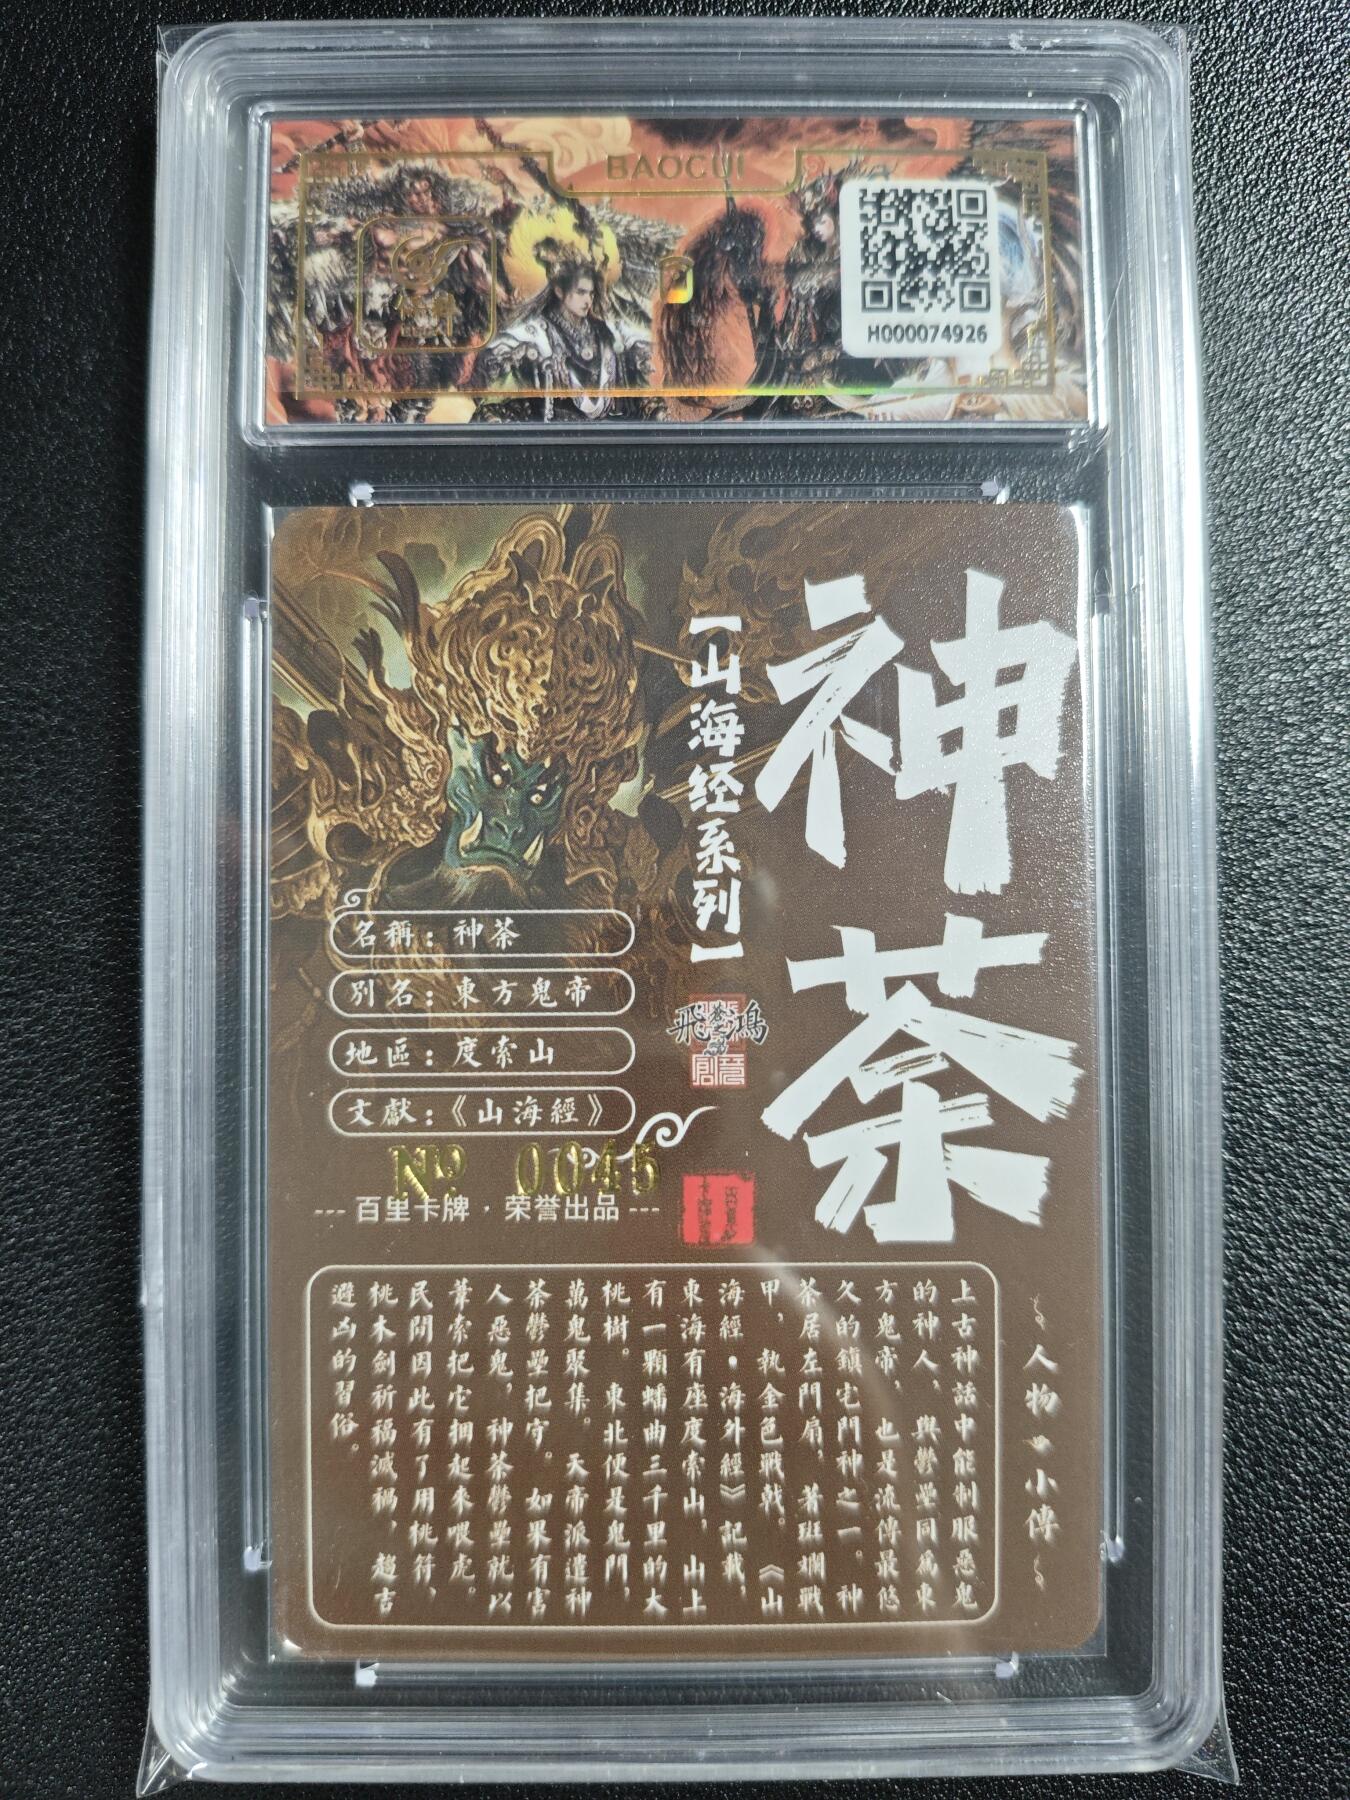 BAOCUI
H000074926
神荼
【山海经系列】
飛鴻
名稱：神荼
別名：東方鬼帝
地區：度索山
文獻：《山海經》
№ 0045
--- 百里卡牌 · 荣誉出品 ---
人物小傳
上古神話中能制服惡鬼
的神人，與鬱壘同為東
方鬼帝，也是流傳最悠
久的鎮宅門神之一。神
荼居左門扇，著斑斕戰
甲，執金色戰戟。《山
海經·海外經》記載，
東海有座度索山，山上
有一顆蟠曲三千里的大
桃樹。東北便是鬼門，
萬鬼聚集。天帝派遣神
荼鬱壘把守。如果有害
人惡鬼，神荼鬱壘就以
葦索把它捆起來喂虎。
民間因此有了用桃符，
桃木劍祈福滅禍，趨吉
避凶的習俗。